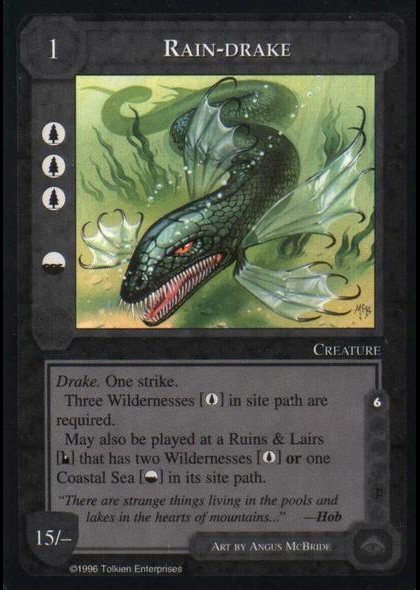 1
RAIN-DRAKE
McBr
CREATURE
Drake. One strike.
Three Wildernesses [ ] in site path are
required.
May also be played at a Ruins & Lairs
[ ] that has two Wildernesses [ ] or one
Coastal Sea [ ] in its site path.
"There are strange things living in the pools and
lakes in the hearts of mountains..." —Hob
6
15/–
ART BY ANGUS MCBRIDE
©1996 Tolkien Enterprises